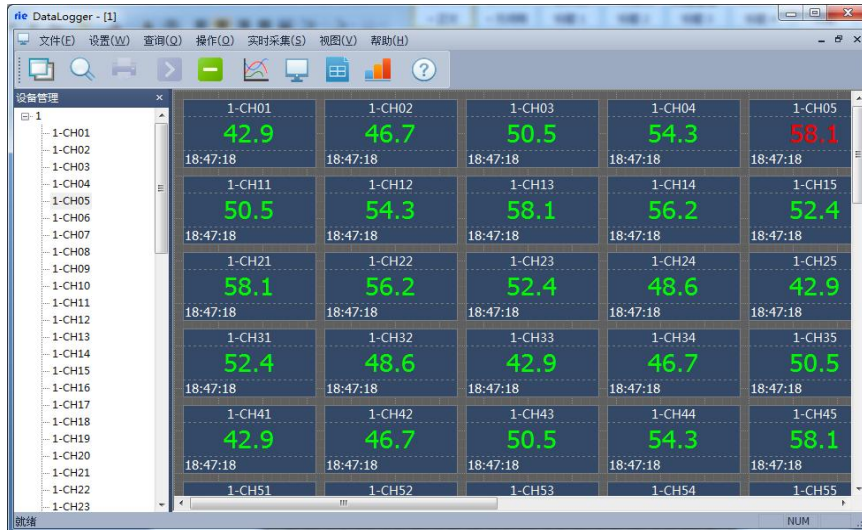 rie DataLogger - [1]
文件(F) 设置(W) 查询(Q) 操作(O) 实时采集(S) 视图(V) 帮助(H)
设备管理
1
1-CH01
1-CH02
1-CH03
1-CH04
1-CH05
1-CH06
1-CH07
1-CH08
1-CH09
1-CH10
1-CH11
1-CH12
1-CH13
1-CH14
1-CH15
1-CH16
1-CH17
1-CH18
1-CH19
1-CH20
1-CH21
1-CH22
1-CH23
1-CH01 1-CH02 1-CH03 1-CH04 1-CH05
42.9 46.7 50.5 54.3 58.1
18:47:18 18:47:18 18:47:18 18:47:18 18:47:18
1-CH11 1-CH12 1-CH13 1-CH14 1-CH15
50.5 54.3 58.1 56.2 52.4
18:47:18 18:47:18 18:47:18 18:47:18 18:47:18
1-CH21 1-CH22 1-CH23 1-CH24 1-CH25
58.1 56.2 52.4 48.6 42.9
18:47:18 18:47:18 18:47:18 18:47:18 18:47:18
1-CH31 1-CH32 1-CH33 1-CH34 1-CH35
52.4 48.6 42.9 46.7 50.5
18:47:18 18:47:18 18:47:18 18:47:18 18:47:18
1-CH41 1-CH42 1-CH43 1-CH44 1-CH45
42.9 46.7 50.5 54.3 58.1
18:47:18 18:47:18 18:47:18 18:47:18 18:47:18
1-CH51 1-CH52 1-CH53 1-CH54 1-CH55
就绪 NUM